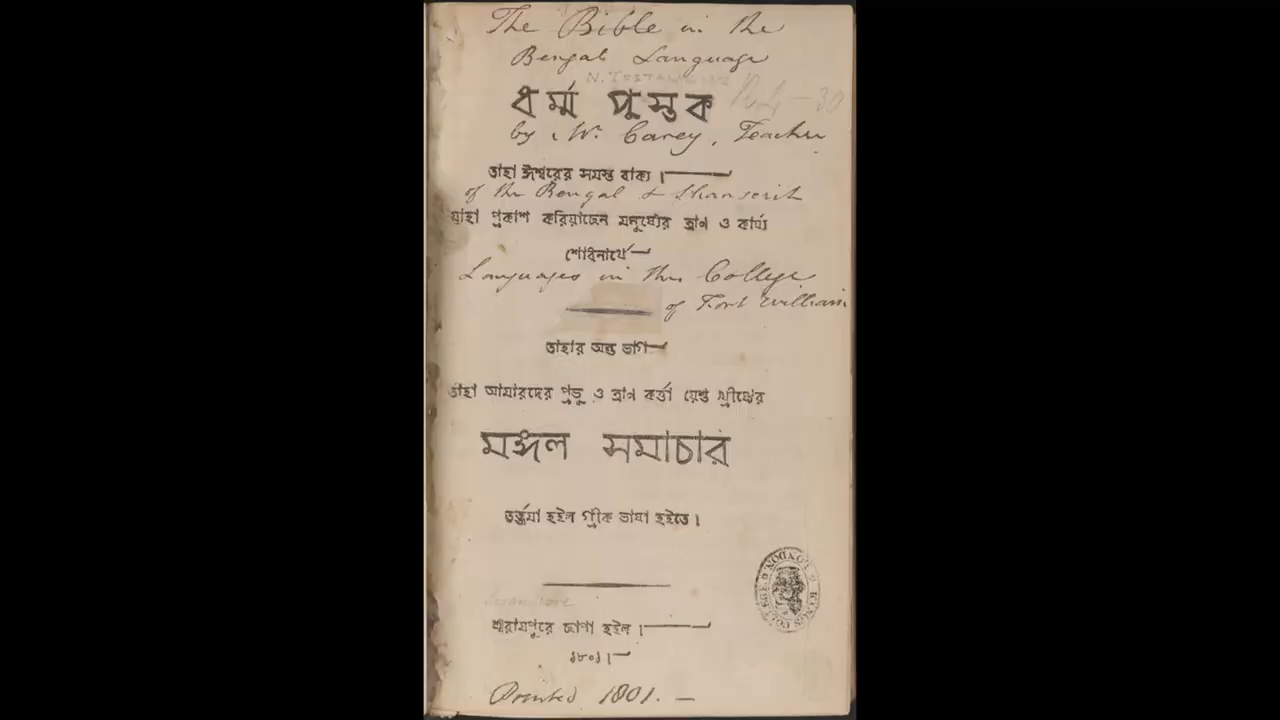 The Bible in the
Bengal Language
N. Testament
ধর্ম্ম পুস্তক
by W. Carey, Teacher
তাহা ঈশ্বরের সমস্ত বাক্য।
of the Bengal & Shanscrit
যাহা প্রকাশ করিয়াছেন মনুষ্যের ত্রাণ ও কার্য্য
শোধনার্থে
Languages in the College
of Fort William
তাহার অন্ত ভাগ
তাহা আমারদের প্রভু ও ত্রাণ কর্ত্তা য়েশু খ্রীষ্টের
মঙ্গল সমাচার
তর্জ্জমা হইল গ্রীক ভাষা হইতে।
Serampore
শ্রীরামপুরে ছাপা হইল।
১৮০১।
Printed 1801.